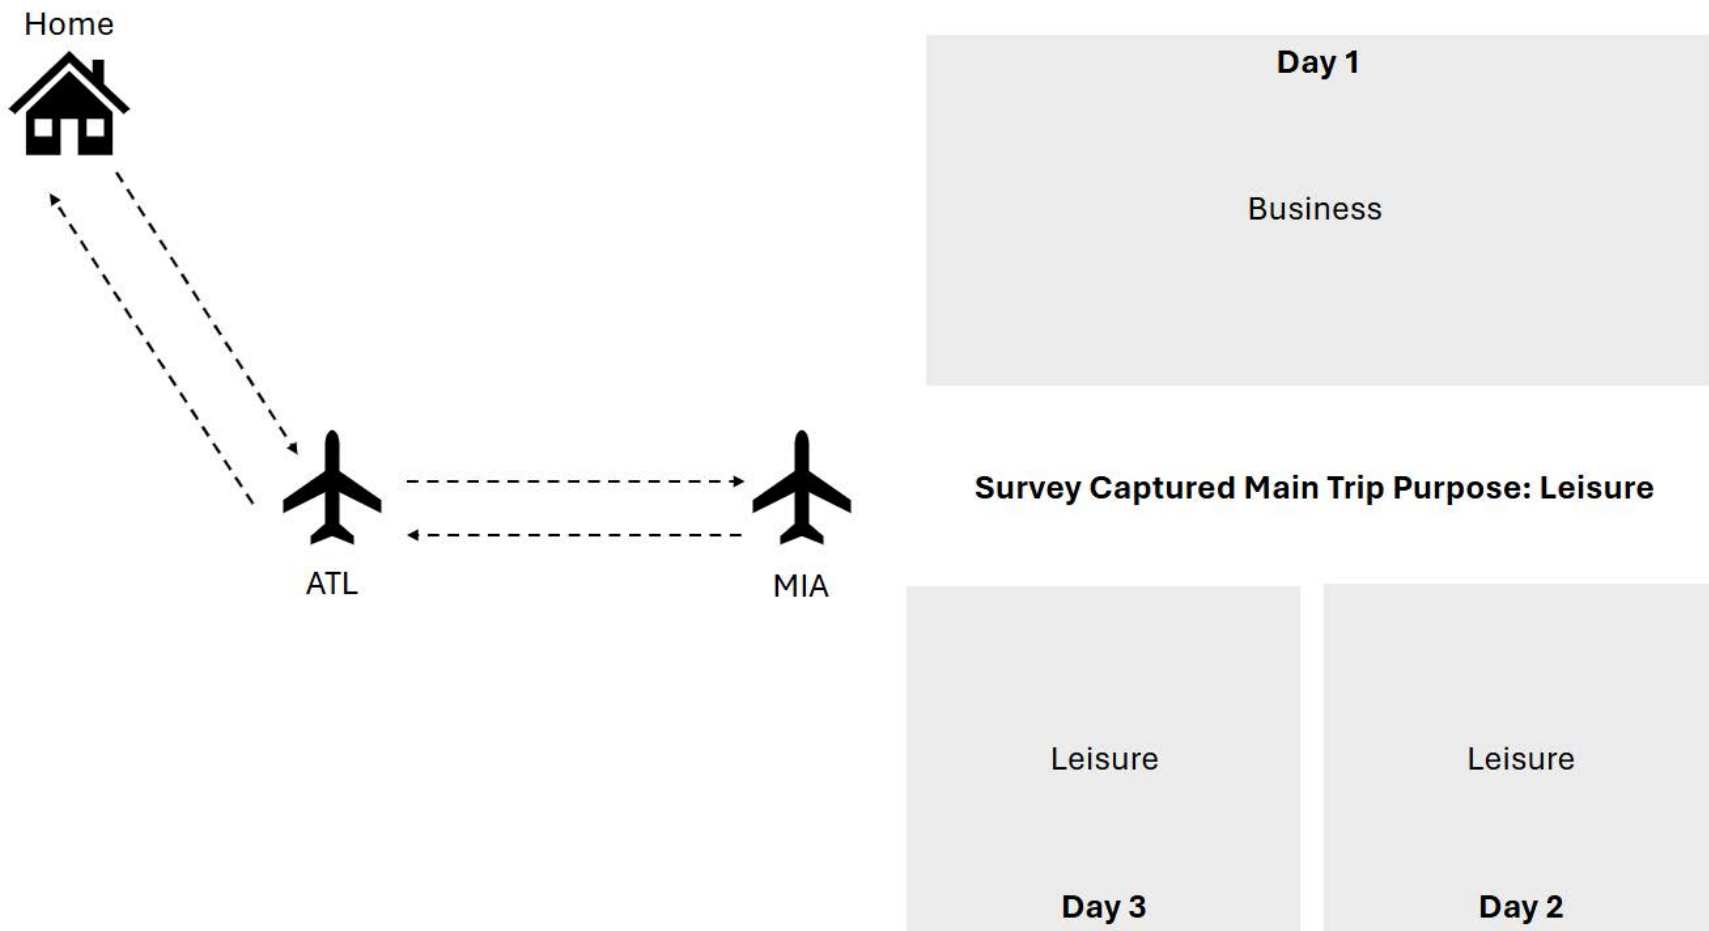 Home
Day 1
Business
ATL
MIA
Survey Captured Main Trip Purpose: Leisure
Leisure
Leisure
Day 3
Day 2